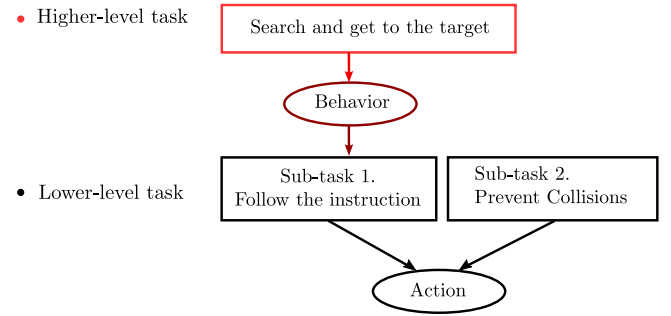 Higher-level task
Search and get to the target
Behavior
Sub-task 1.
Follow the instruction
Sub-task 2.
Prevent Collisions
Lower-level task
Action